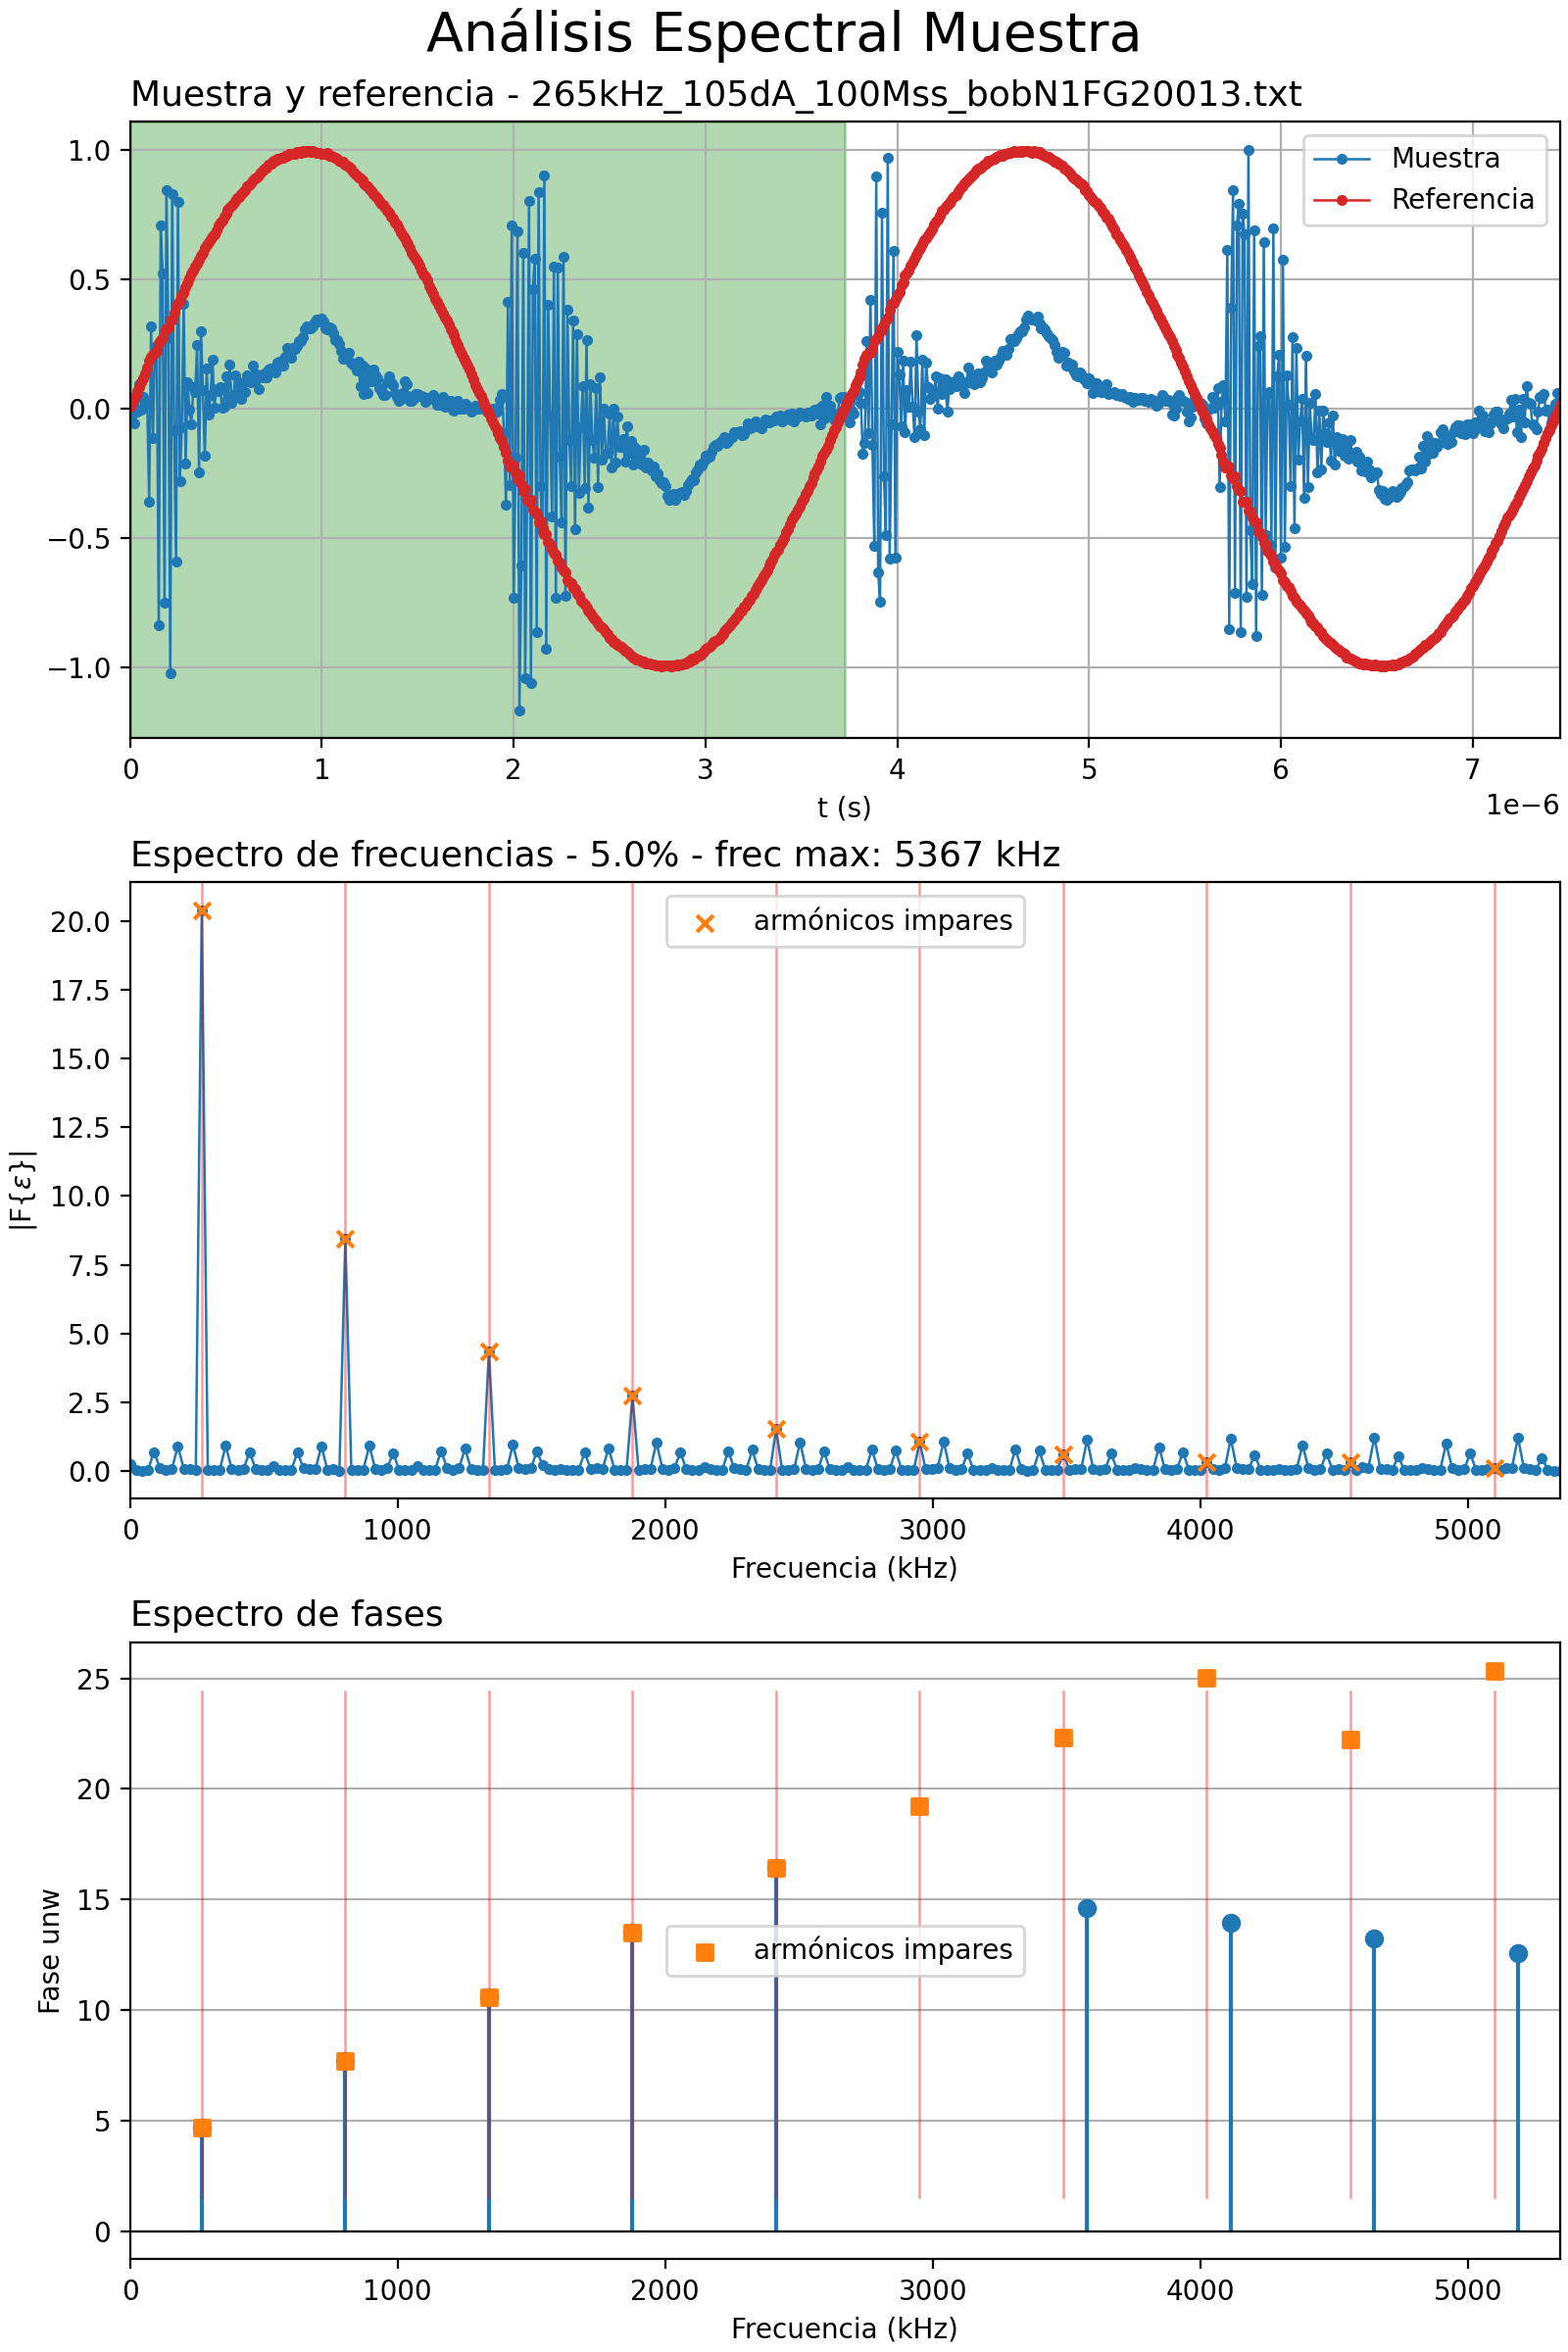 Análisis Espectral Muestra
Muestra y referencia - 265kHz_105dA_100Mss_bobN1FG20013.txt
1.0
0.5
0.0
−0.5
−1.0
Muestra
Referencia
0 1 2 3 4 5 6 7
1e−6
t (s)
Espectro de frecuencias - 5.0% - frec max: 5367 kHz
20.0
17.5
15.0
12.5
10.0
7.5
5.0
2.5
0.0
|F{ε}|
armónicos impares
0 1000 2000 3000 4000 5000
Frecuencia (kHz)
Espectro de fases
25
20
15
10
5
0
Fase unw
armónicos impares
0 1000 2000 3000 4000 5000
Frecuencia (kHz)